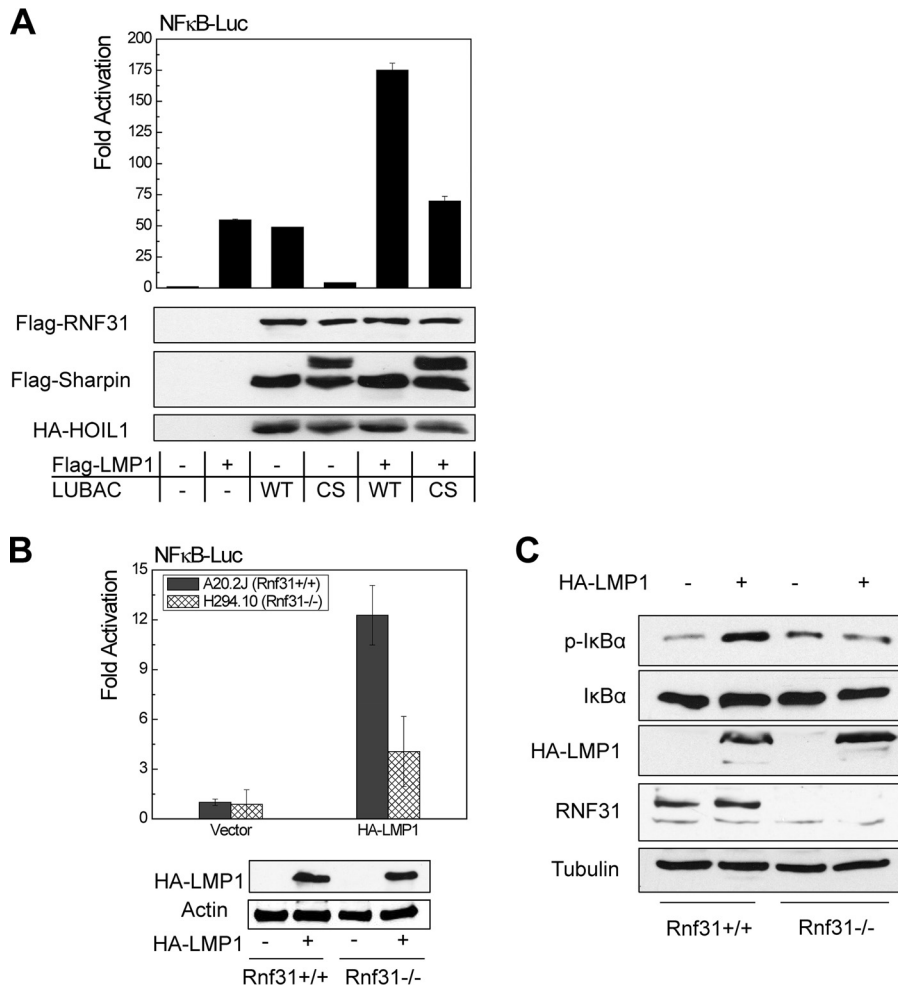 A
NFκB-Luc
Fold Activation
200
175
150
125
100
75
50
25
0
Flag-RNF31
Flag-Sharpin
HA-HOIL1
Flag-LMP1 - + - - + +
LUBAC - - WT CS WT CS
B
NFκB-Luc
Fold Activation
15
12
9
6
3
0
A20.2J (Rnf31+/+)
H294.10 (Rnf31-/-)
Vector HA-LMP1
HA-LMP1
Actin
HA-LMP1 - + - +
Rnf31+/+ Rnf31-/-
C
HA-LMP1 - + - +
p-IκBα
IκBα
HA-LMP1
RNF31
Tubulin
Rnf31+/+ Rnf31-/-